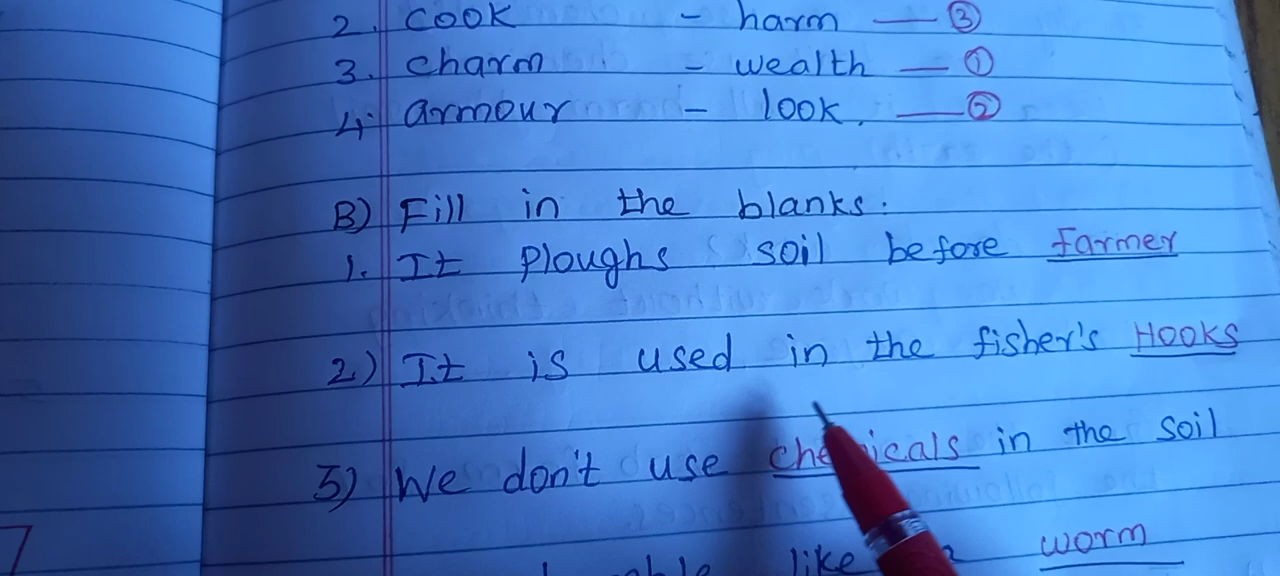 2. cook - harm — ③
3. charm - wealth — ①
4. armour - look. — ②
B) Fill in the blanks.
1. It ploughs soil before Farmer
2) It is used in the fisher's HOOKS
3) We don't use chemicals in the soil
like worm